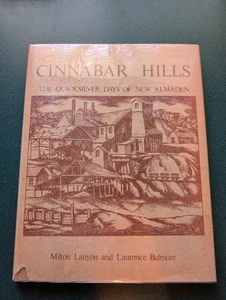 CINNABAR HILLS
THE QUICKSILVER DAYS OF NEW ALMADEN
Milton Lanyon and Laurence Bulmore